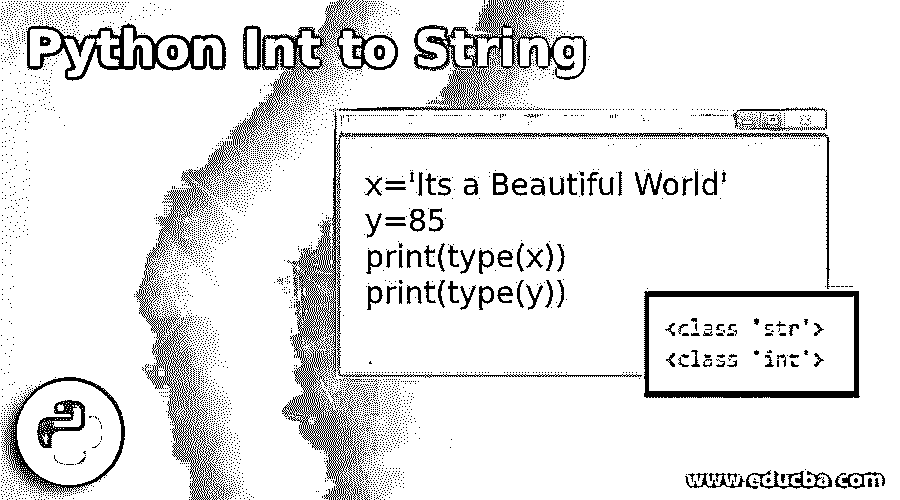 Python Int to String
x='Its a Beautiful World'
y=85
print(type(x))
print(type(y))
<class 'str'>
<class 'int'>
www.educba.com